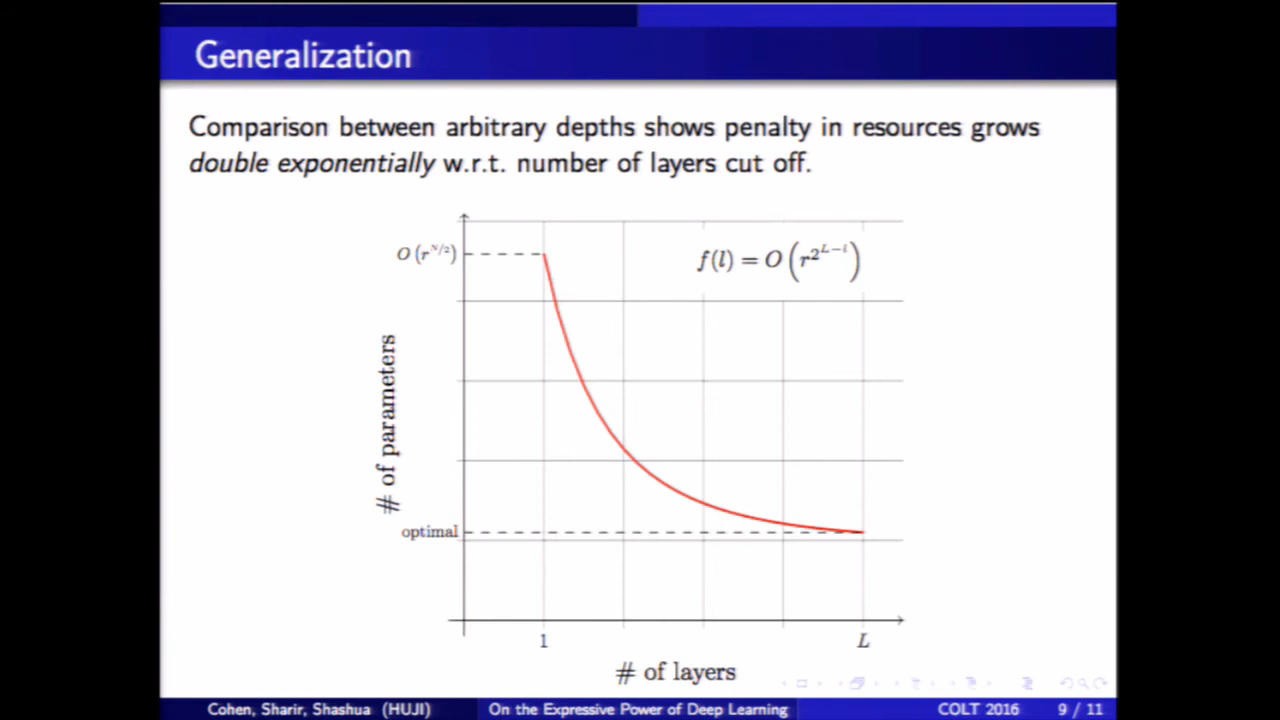 Generalization
Comparison between arbitrary depths shows penalty in resources grows
double exponentially w.r.t. number of layers cut off.
O(r^{N/2})
f(l) = O(r^{2^{L-l}})
# of parameters
optimal
1 L
# of layers
Cohen, Sharir, Shashua (HUJI) On the Expressive Power of Deep Learning COLT 2016 9 / 11